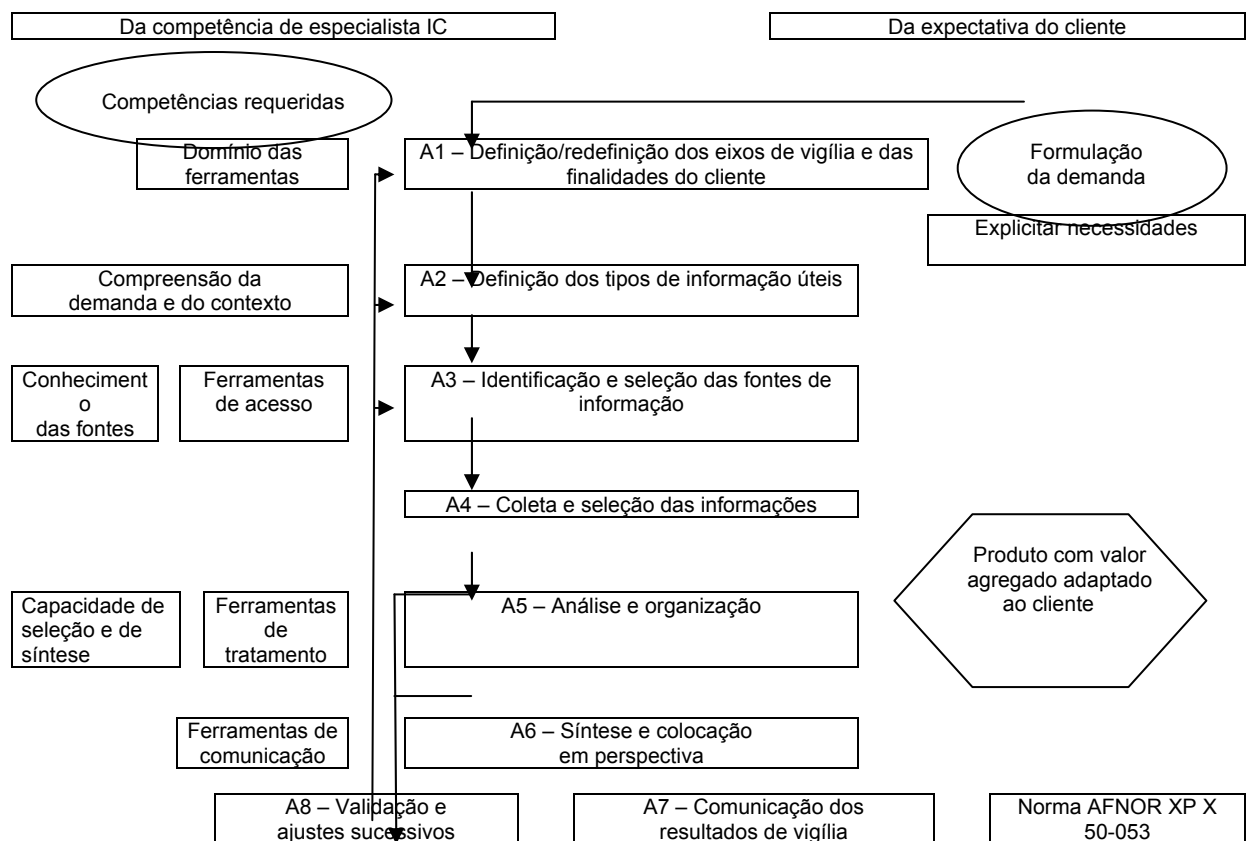 Da competência de especialista IC
Da expectativa do cliente
Competências requeridas
Domínio das
ferramentas
A1 – Definição/redefinição dos eixos de vigília e das
finalidades do cliente
Formulação
da demanda
Explicitar necessidades
Compreensão da
demanda e do contexto
A2 – Definição dos tipos de informação úteis
Conheciment
o
das fontes
Ferramentas
de acesso
A3 – Identificação e seleção das fontes de
informação
A4 – Coleta e seleção das informações
Produto com valor
agregado adaptado
ao cliente
Capacidade de
seleção e de
síntese
Ferramentas
de
tratamento
A5 – Análise e organização
Ferramentas de
comunicação
A6 – Síntese e colocação
em perspectiva
A8 – Validação e
ajustes sucessivos
A7 – Comunicação dos
resultados de vigília
Norma AFNOR XP X
50-053